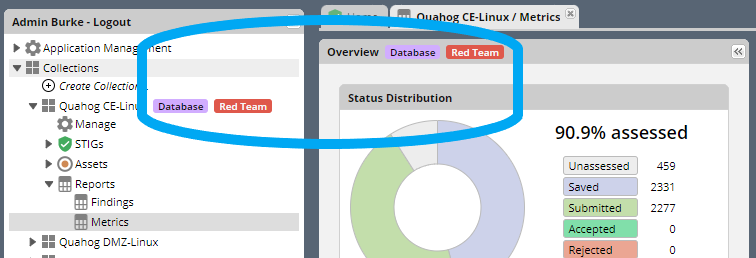 Admin Burke - Logout
Application Management
Collections
Create Collection
Quahog CE-Linux Database Red Team
Manage
STIGs
Assets
Reports
Findings
Metrics
Quahog DMZ-Linux
Home
Quahog CE-Linux / Metrics
Overview Database Red Team
Status Distribution
90.9% assessed
Unassessed 459
Saved 2331
Submitted 2277
Accepted 0
Rejected 0